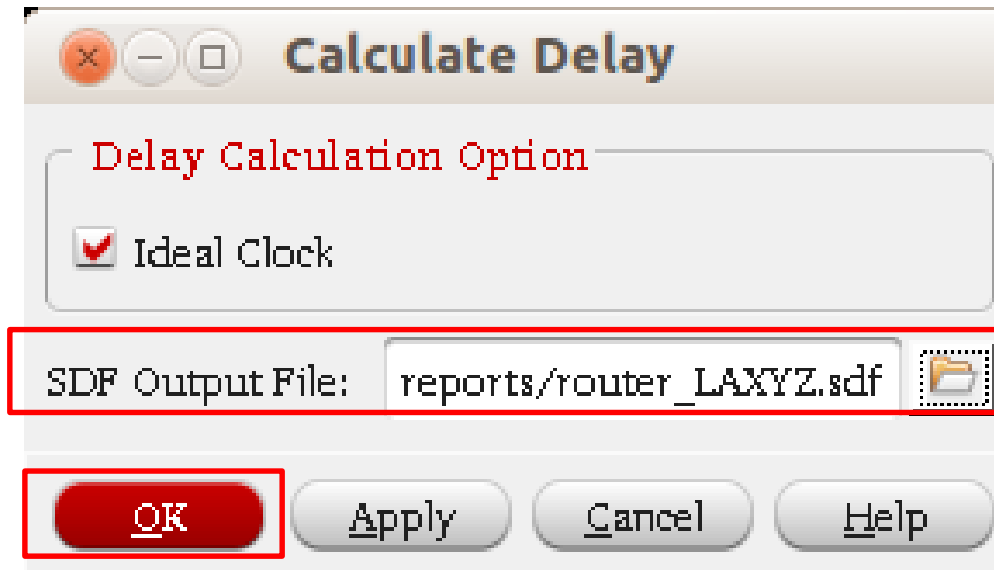 Calculate Delay
Delay Calculation Option
Ideal Clock
SDF Output File: reports/router_LAXYZ.sdf
OK Apply Cancel Help